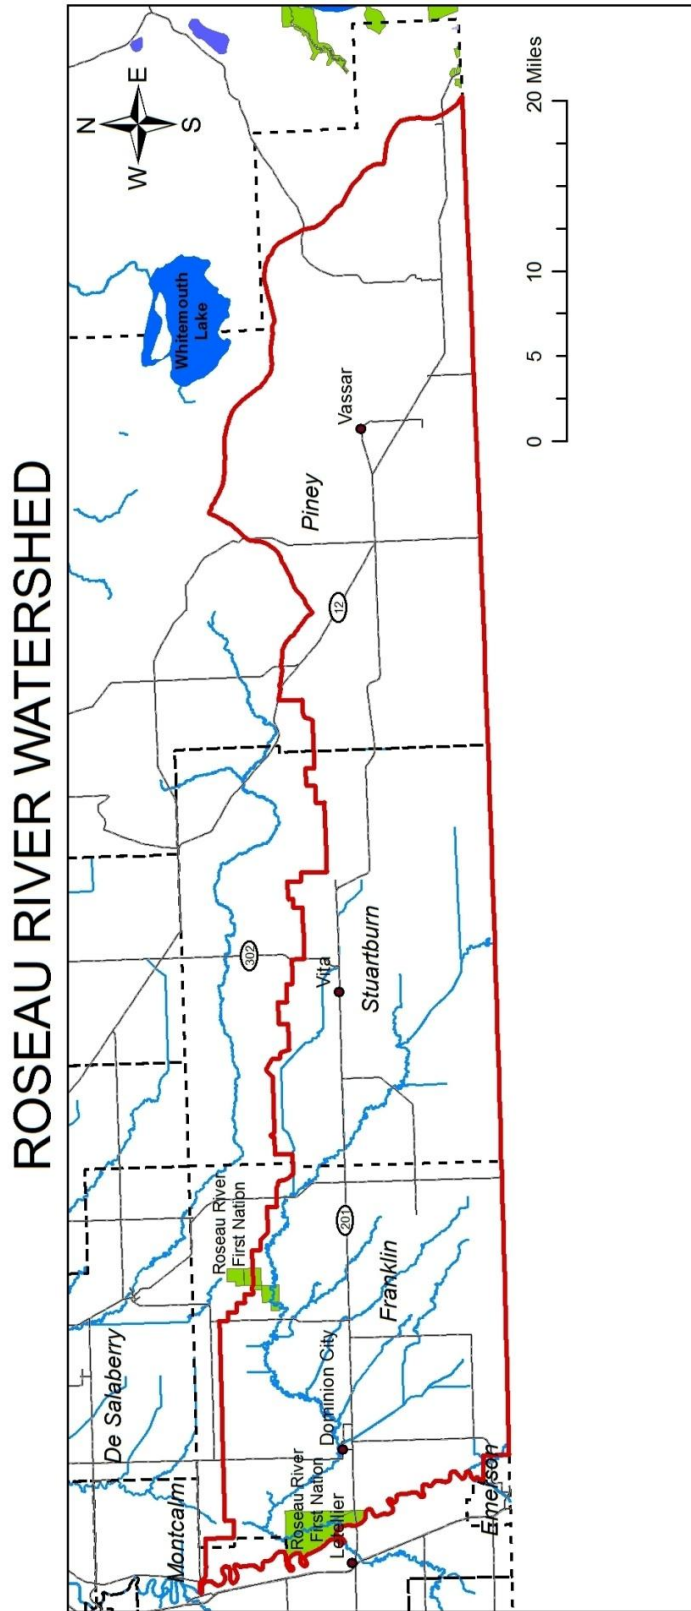 ROSEAU RIVER WATERSHED
N
W E
S
Whitemouth
Lake
De Salaberry
Montcalm
Roseau River
First Nation
302
Piney
12
Vassar
Vita
Stuartburn
201
Franklin
Dominion City
Roseau River
First Nation
Letellier
Emerson
0 5 10 20 Miles